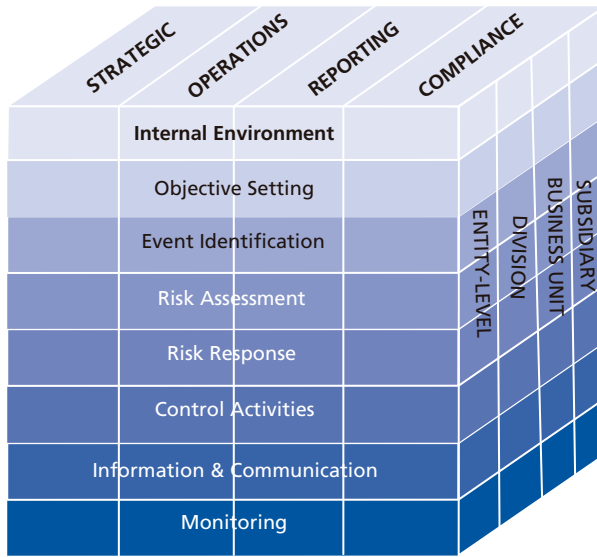 STRATEGIC
OPERATIONS
REPORTING
COMPLIANCE
Internal Environment
Objective Setting
Event Identification
Risk Assessment
Risk Response
Control Activities
Information & Communication
Monitoring
ENTITY-LEVEL
DIVISION
BUSINESS UNIT
SUBSIDIARY